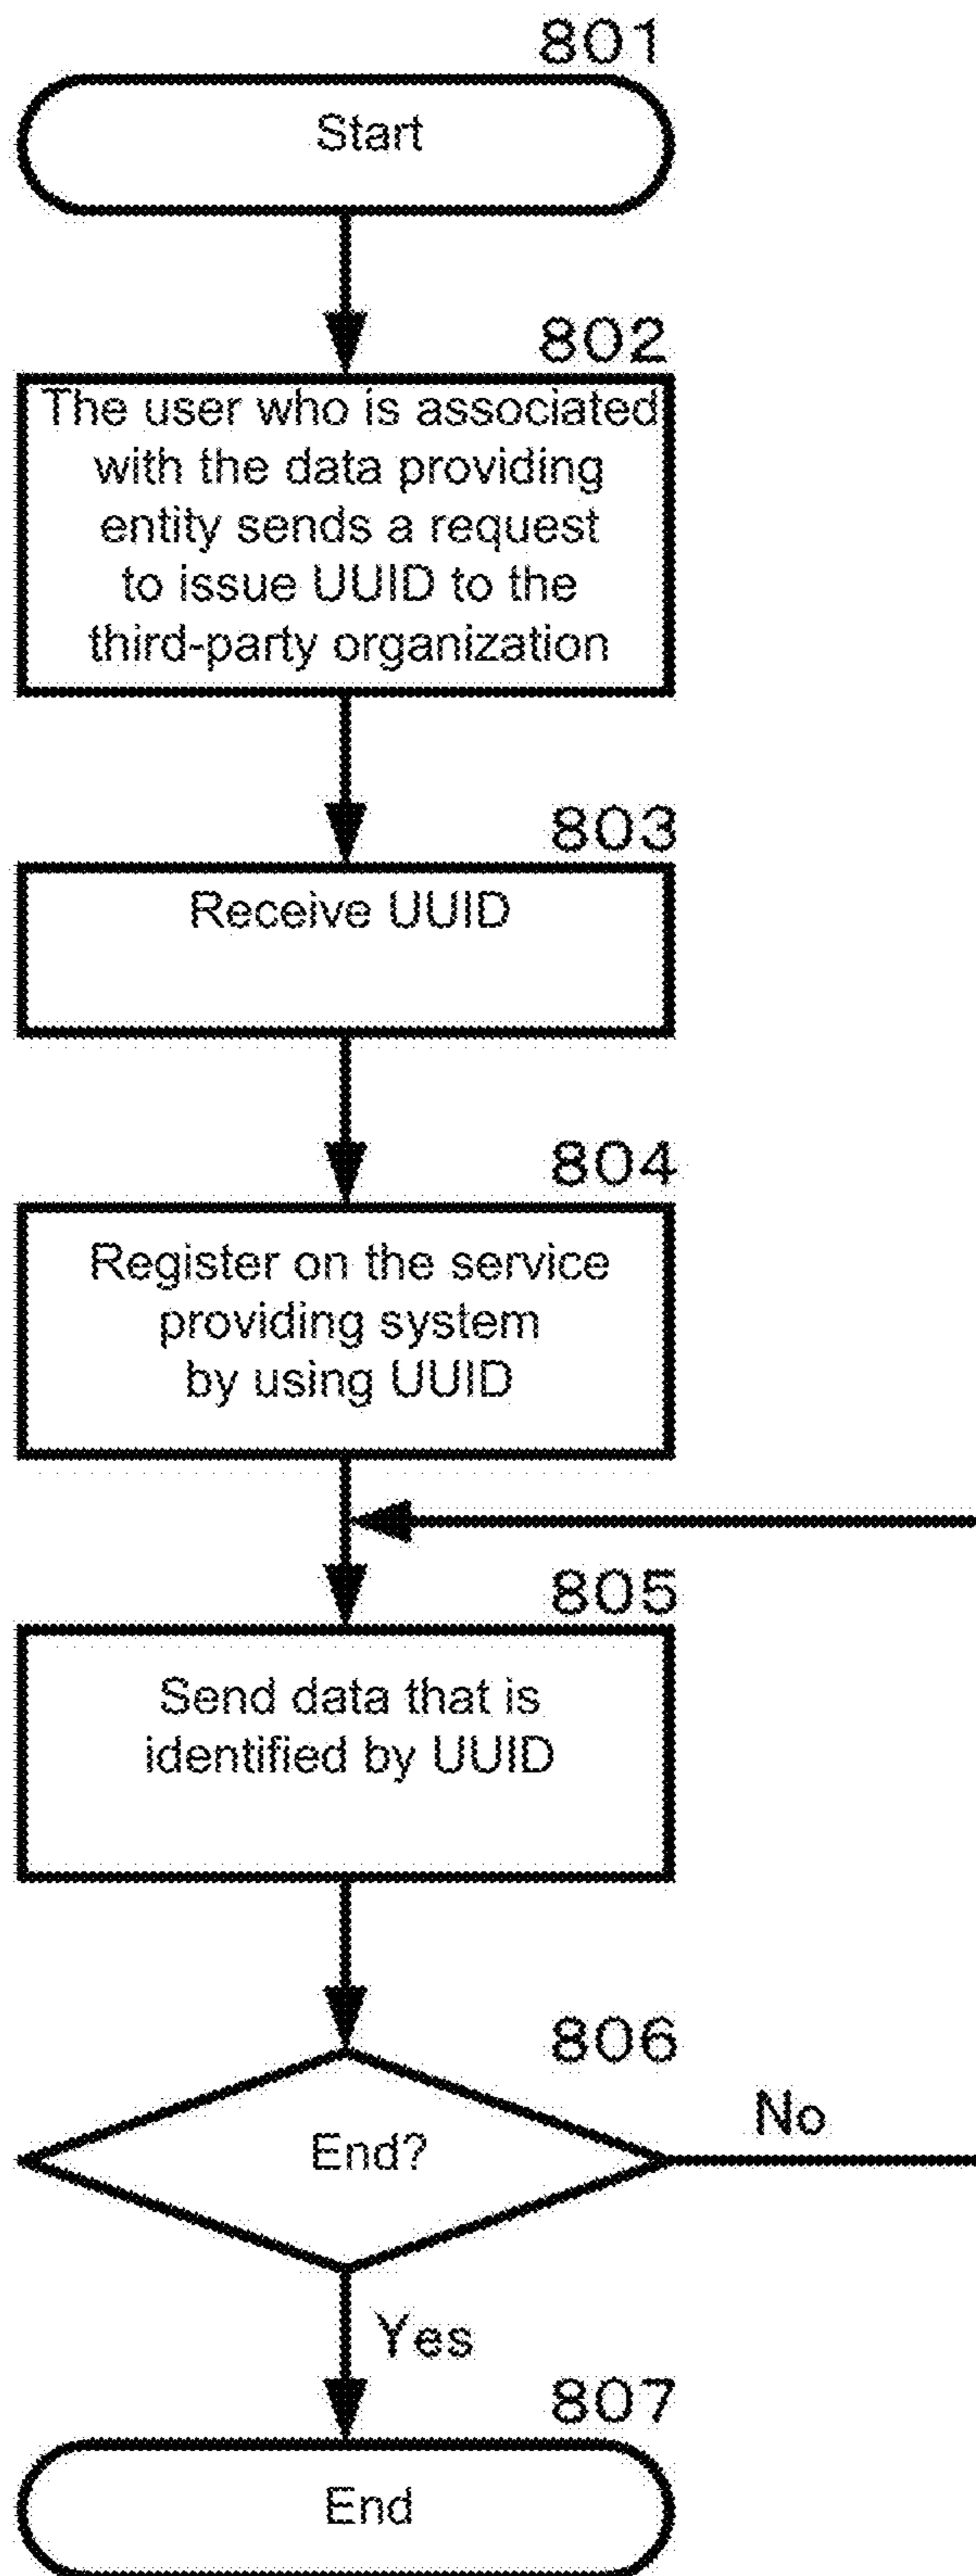 801
Start
802
The user who is associated
with the data providing
entity sends a request
to issue UUID to the
third-party organization
803
Receive UUID
804
Register on the service
providing system
by using UUID
805
Send data that is
identified by UUID
806
End?
No
Yes
807
End